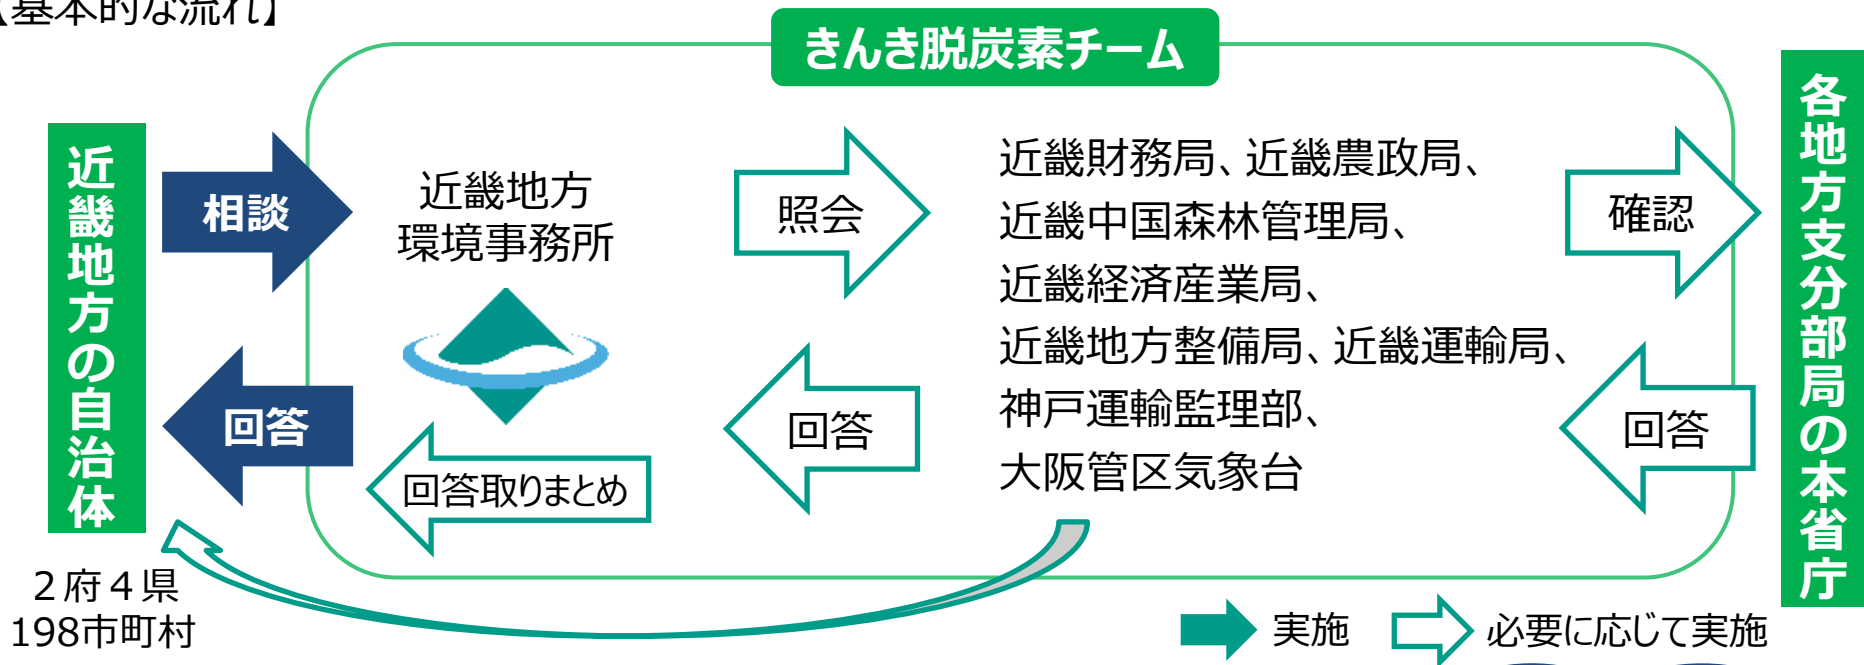 【基本的な流れ】
きんき脱炭素チーム
近畿地方の自治体
２府４県
198市町村
相談
回答
近畿地方
環境事務所
回答取りまとめ
照会
回答
近畿財務局、近畿農政局、
近畿中国森林管理局、
近畿経済産業局、
近畿地方整備局、近畿運輸局、
神戸運輸監理部、
大阪管区気象台
確認
回答
各地方支分部局の本省庁
実施
必要に応じて実施